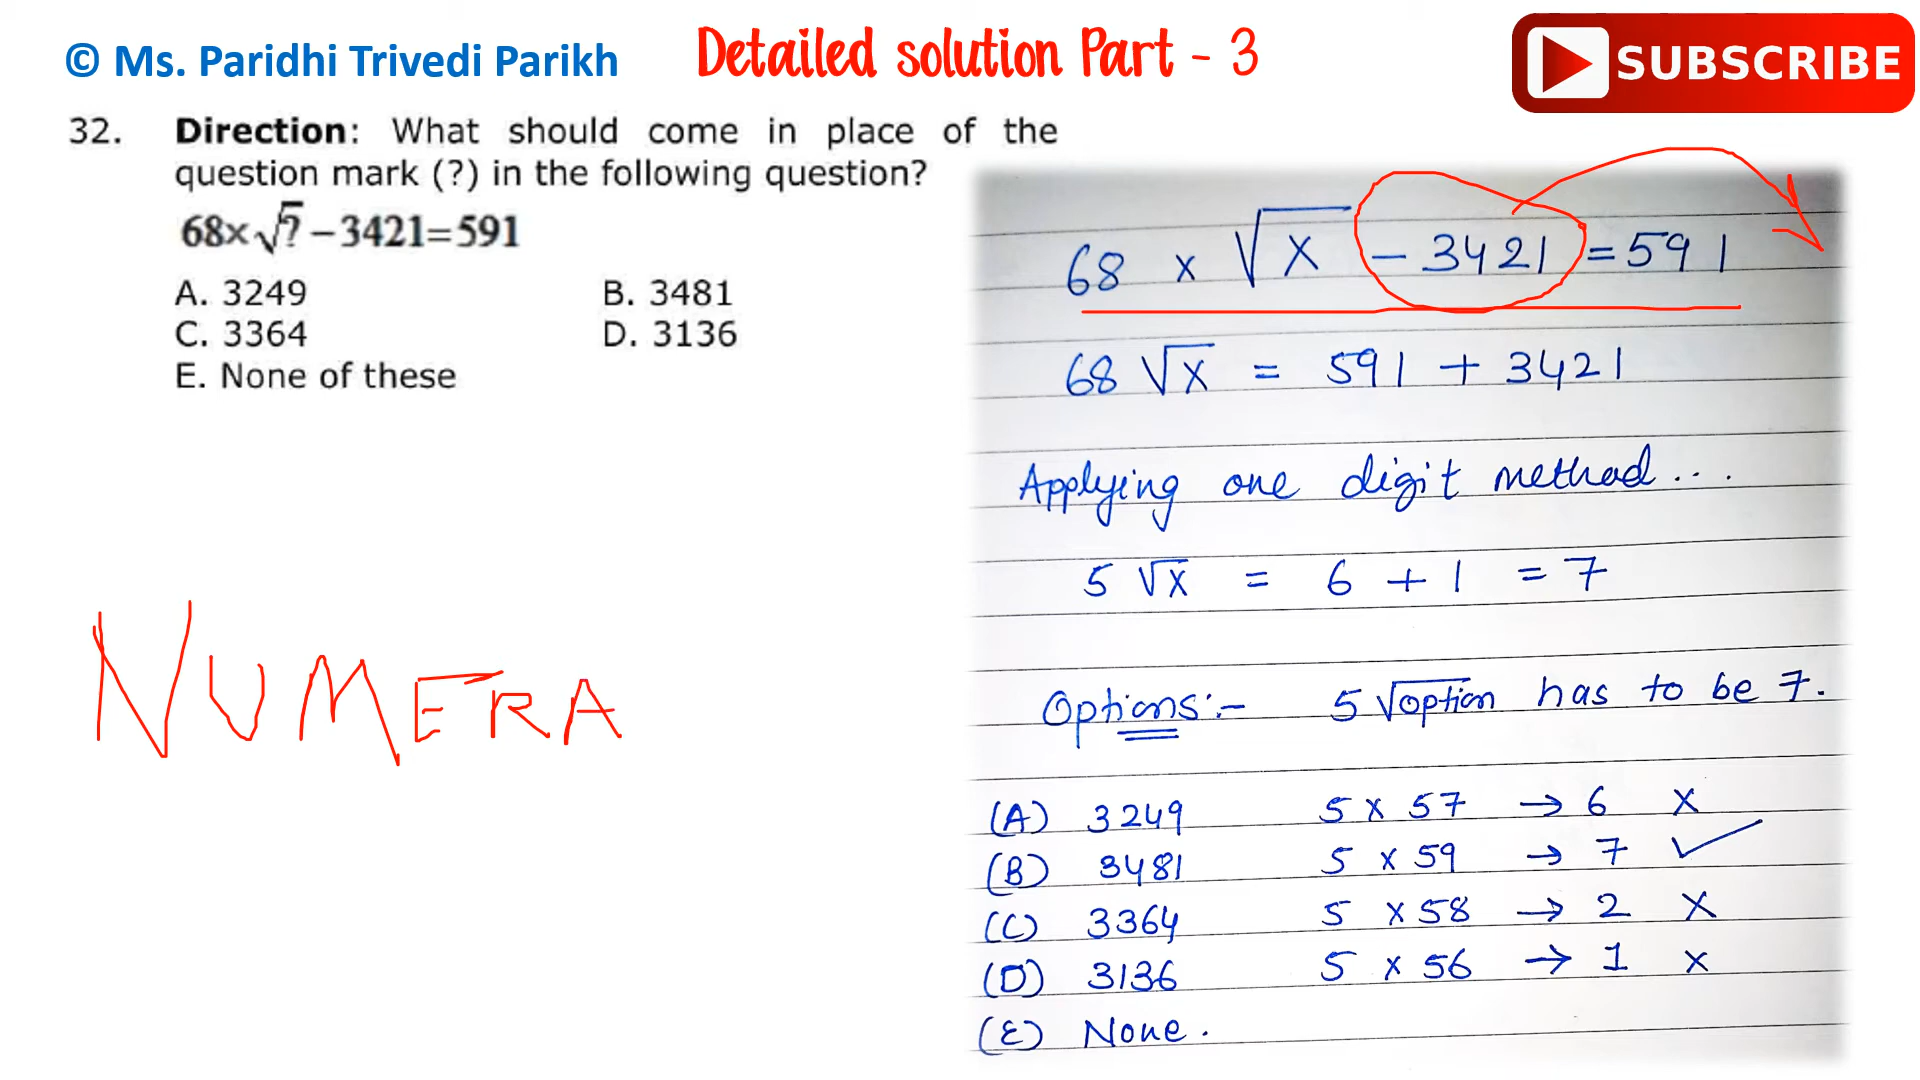 © Ms. Paridhi Trivedi Parikh
Detailed solution Part - 3
SUBSCRIBE
32. Direction: What should come in place of the
question mark (?) in the following question?
68×√? – 3421=591
A. 3249 B. 3481
C. 3364 D. 3136
E. None of these
NUMERA
68 × √x – 3421 = 591
68 √x = 591 + 3421
Applying one digit method ...
5 √x = 6 + 1 = 7
Options:- 5 √option has to be 7.
(A) 3249 5 × 57 → 6 ×
(B) 3481 5 × 59 → 7 ✓
(C) 3364 5 × 58 → 2 ×
(D) 3136 5 × 56 → 1 ×
(E) None.